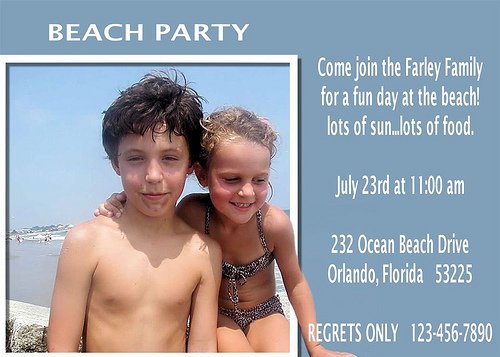 BEACH PARTY
Come join the Farley Family
for a fun day at the beach!
lots of sun...lots of food.
July 23rd at 11:00 am
232 Ocean Beach Drive
Orlando, Florida 53225
REGRETS ONLY 123-456-7890